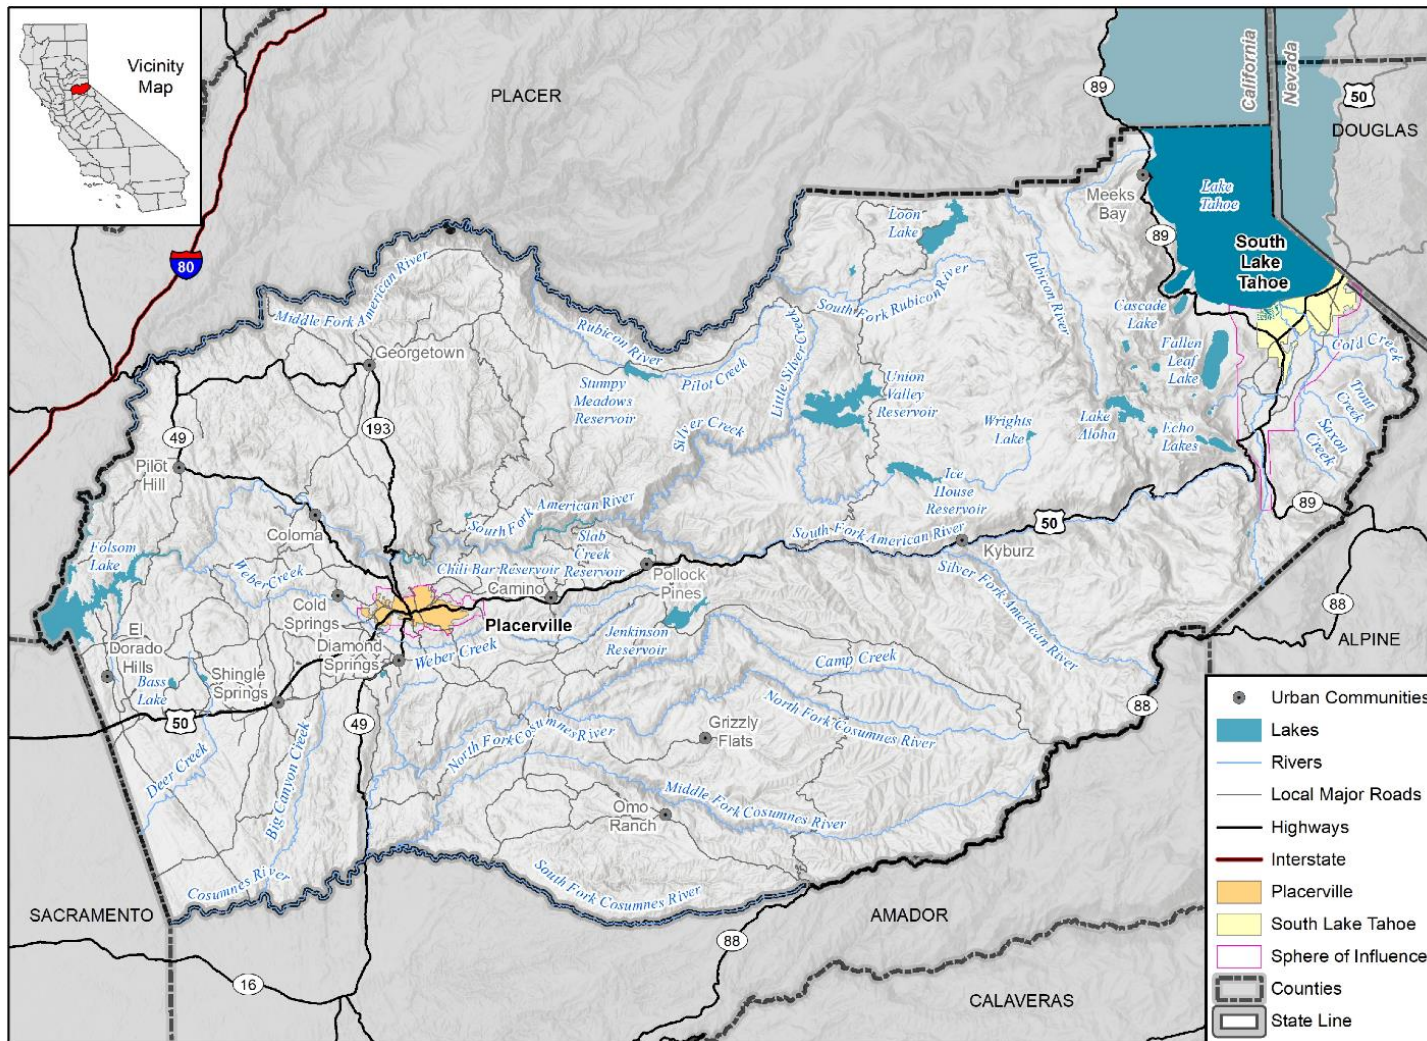 Vicinity
Map
PLACER
89
California
Nevada
50
DOUGLAS
80
Meeks
Bay
Lake
Tahoe
Loon
Lake
89
South
Lake
Tahoe
Middle Fork American River
Rubicon River
South Fork Rubicon River
Rubicon River
Cascade
Lake
Georgetown
Pilot Creek
Little Silver Creek
Fallen
Leaf
Lake
Cold Creek
Stumpy
Meadows
Reservoir
Union
Valley
Reservoir
Trout
Creek
49
193
Silver Creek
Wrights
Lake
Lake
Aloha
Echo
Lakes
Saxon
Creek
Pilot
Hill
Ice
House
Reservoir
89
South Fork American River
50
Coloma
South Fork American River
Kyburz
Folsom
Lake
Slab
Creek
Reservoir
Chili Bar Reservoir
Pollock
Pines
Silver Fork American River
Weber Creek
Camino
Cold
Springs
Placerville
88
ALPINE
El
Dorado
Hills
Diamond
Springs
Weber Creek
Jenkinson
Reservoir
Camp Creek
Bass
Lake
Shingle
Springs
50
49
88
North Fork Cosumnes River
North Fork Cosumnes River
Grizzly
Flats
Deer Creek
Big Canyon Creek
Middle Fork Cosumnes River
Omo
Ranch
Cosumnes River
South Fork Cosumnes River
SACRAMENTO
AMADOR
88
16
CALAVERAS
Urban Communities
Lakes
Rivers
Local Major Roads
Highways
Interstate
Placerville
South Lake Tahoe
Sphere of Influence
Counties
State Line